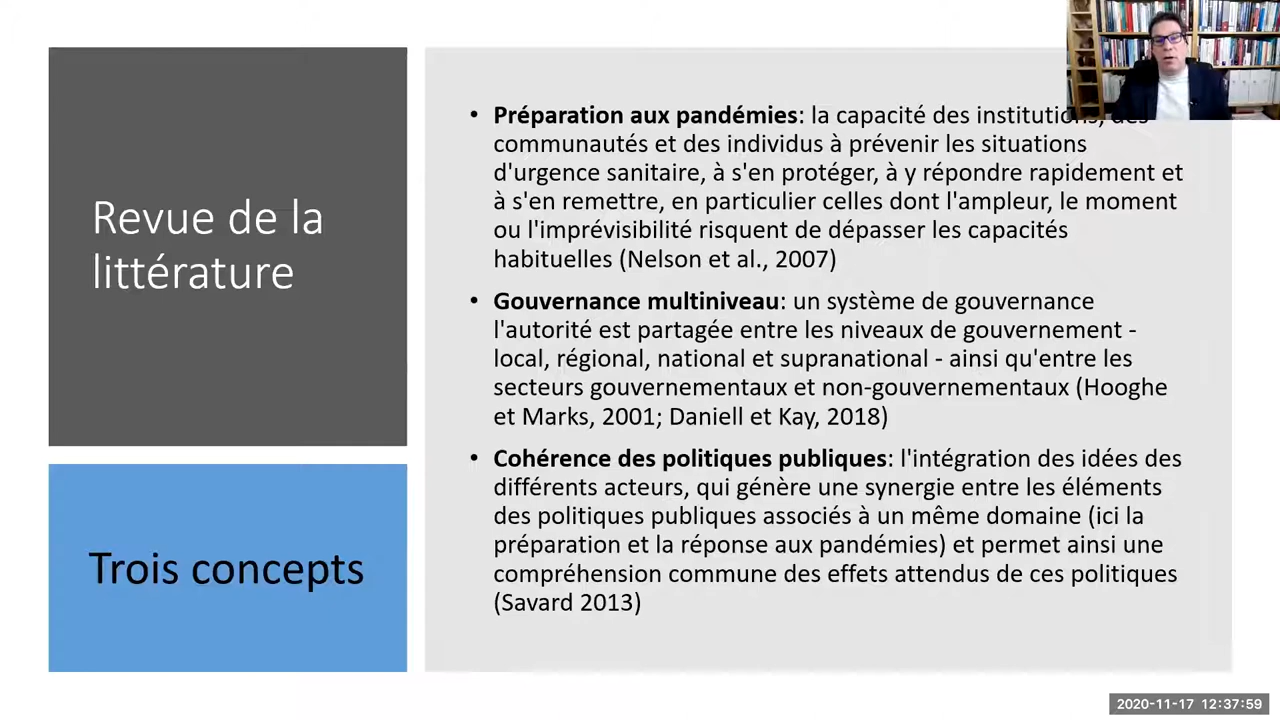 Revue de la
littérature
Trois concepts
• Préparation aux pandémies: la capacité des institutions, des
communautés et des individus à prévenir les situations
d'urgence sanitaire, à s'en protéger, à y répondre rapidement et
à s'en remettre, en particulier celles dont l'ampleur, le moment
ou l'imprévisibilité risquent de dépasser les capacités
habituelles (Nelson et al., 2007)
• Gouvernance multiniveau: un système de gouvernance
l'autorité est partagée entre les niveaux de gouvernement -
local, régional, national et supranational - ainsi qu'entre les
secteurs gouvernementaux et non-gouvernementaux (Hooghe
et Marks, 2001; Daniell et Kay, 2018)
• Cohérence des politiques publiques: l'intégration des idées des
différents acteurs, qui génère une synergie entre les éléments
des politiques publiques associés à un même domaine (ici la
préparation et la réponse aux pandémies) et permet ainsi une
compréhension commune des effets attendus de ces politiques
(Savard 2013)
2020-11-17 12:37:59